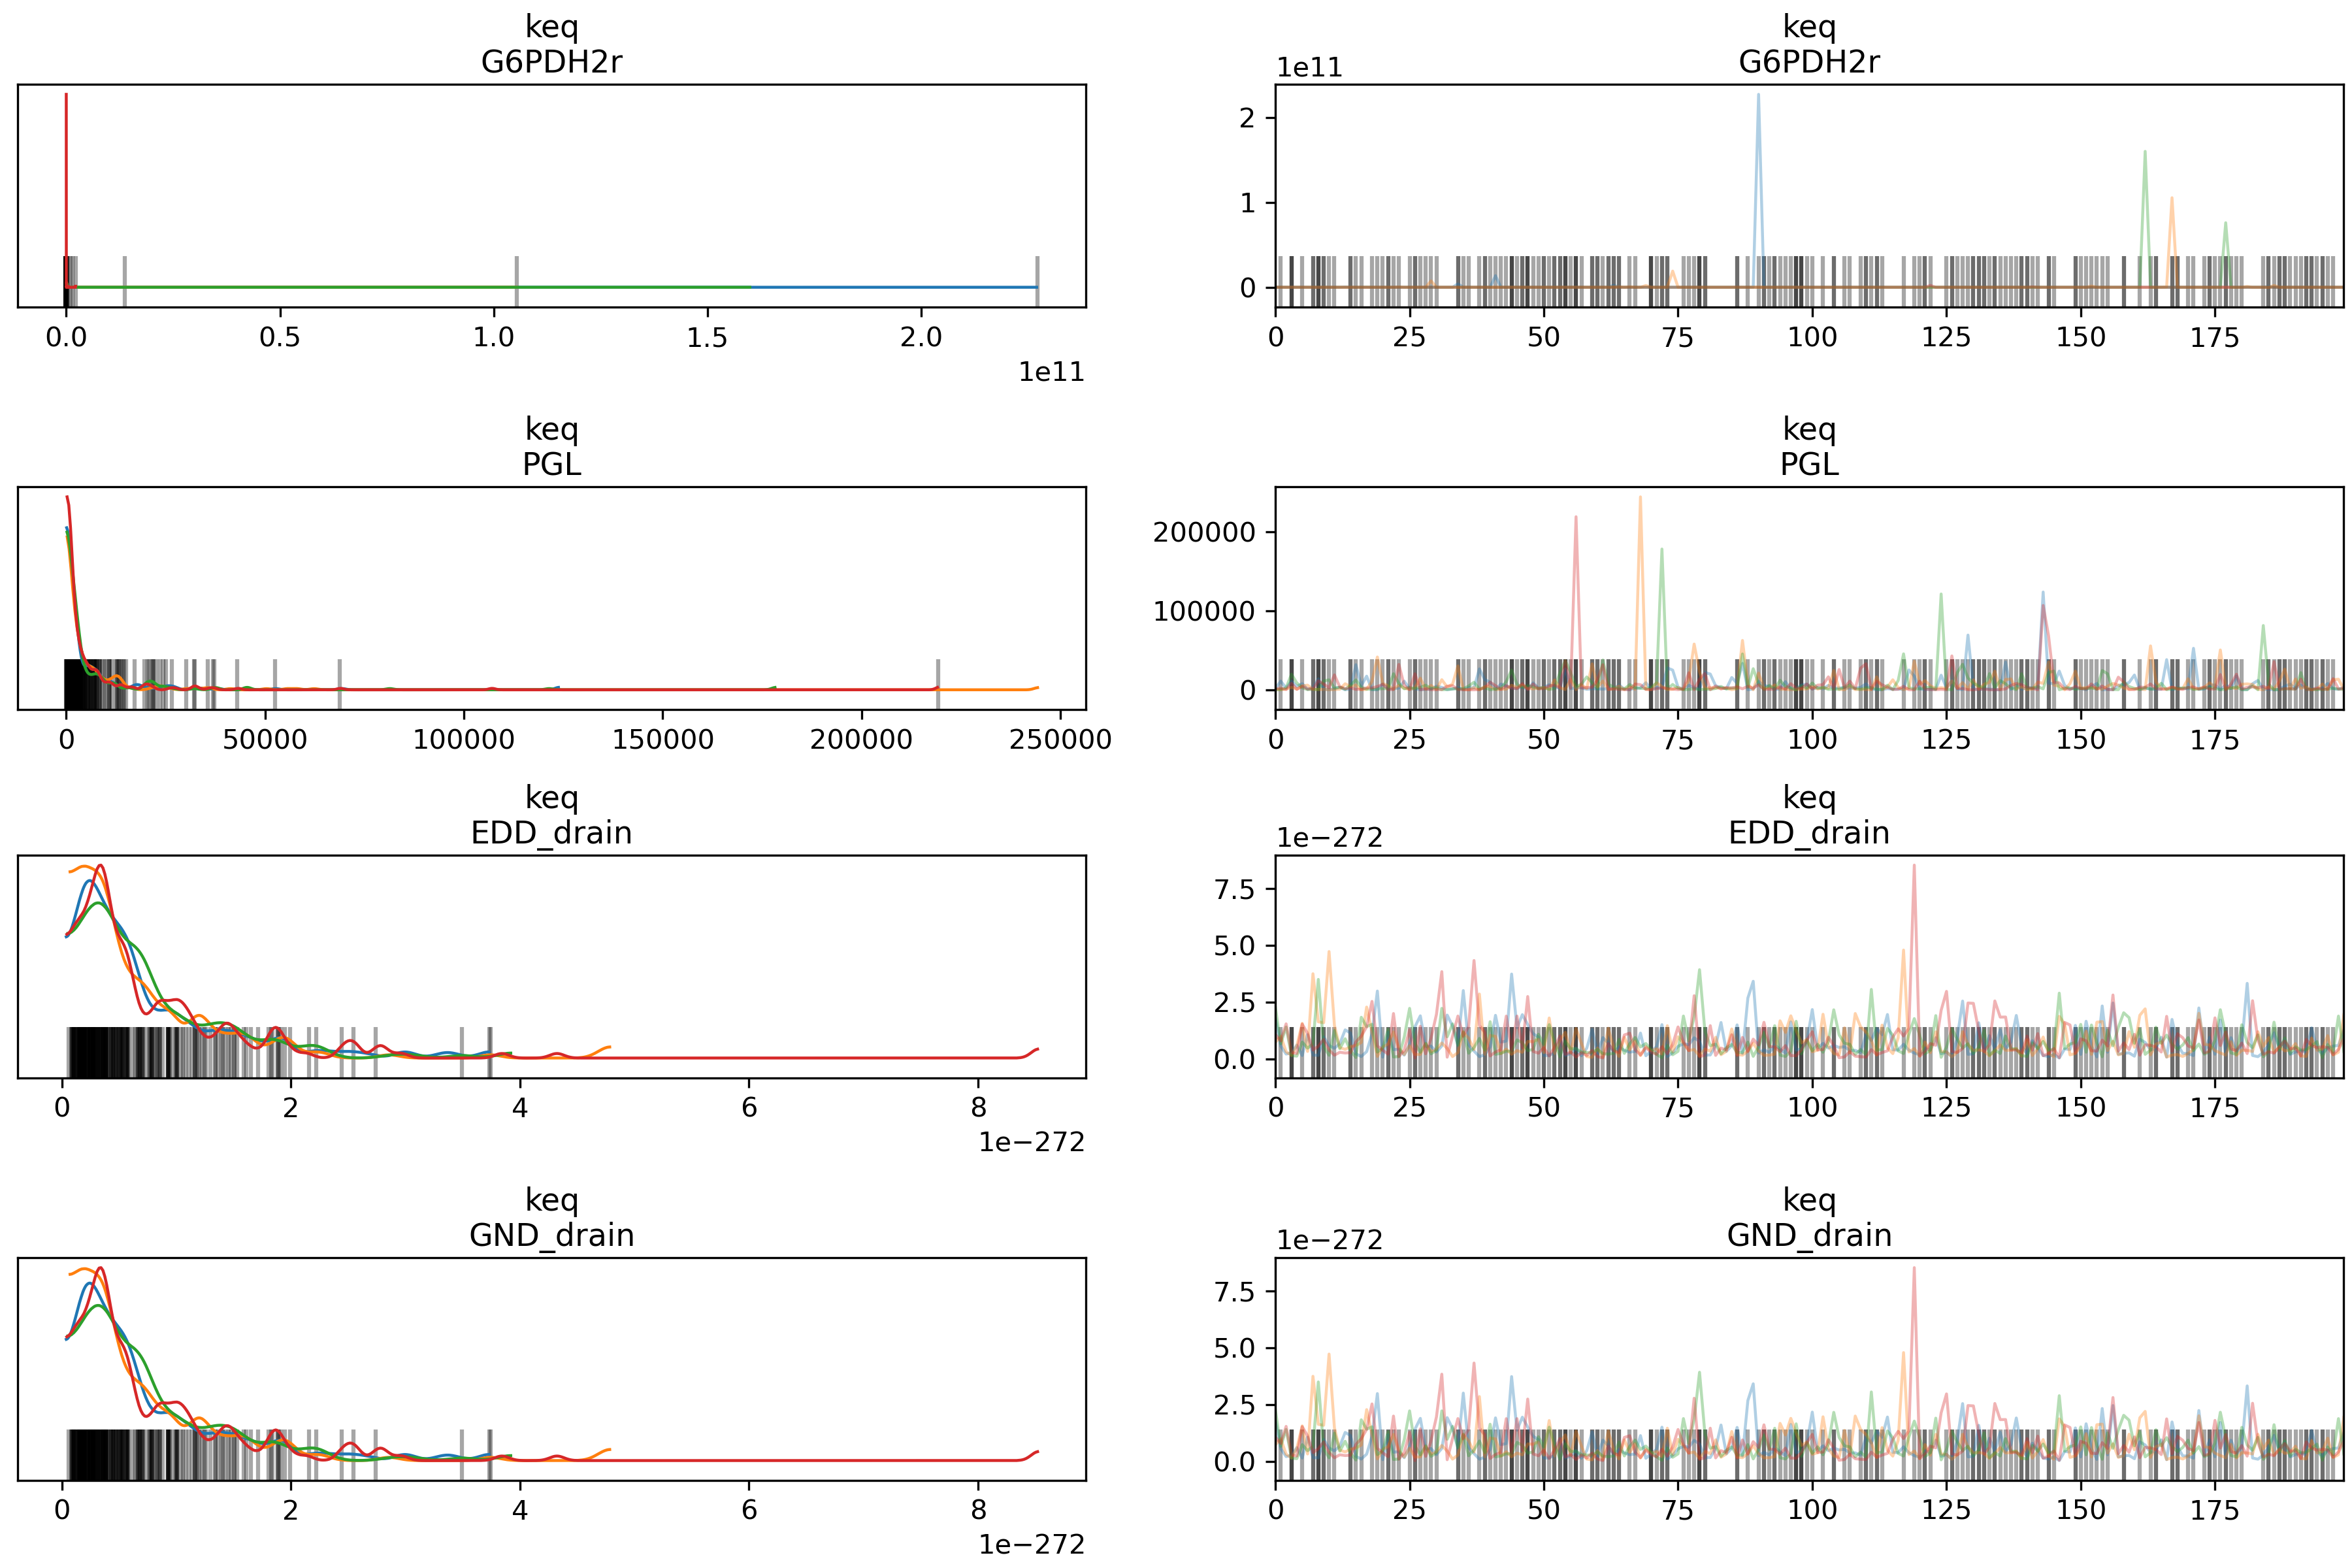 keq
G6PDH2r
0.0 0.5 1.0 1.5 2.0
1e11
keq
G6PDH2r
1e11
2
1
0
0 25 50 75 100 125 150 175
keq
PGL
0 50000 100000 150000 200000 250000
keq
PGL
200000
100000
0
0 25 50 75 100 125 150 175
keq
EDD_drain
0 2 4 6 8
1e−272
keq
EDD_drain
1e−272
7.5
5.0
2.5
0.0
0 25 50 75 100 125 150 175
keq
GND_drain
0 2 4 6 8
1e−272
keq
GND_drain
1e−272
7.5
5.0
2.5
0.0
0 25 50 75 100 125 150 175